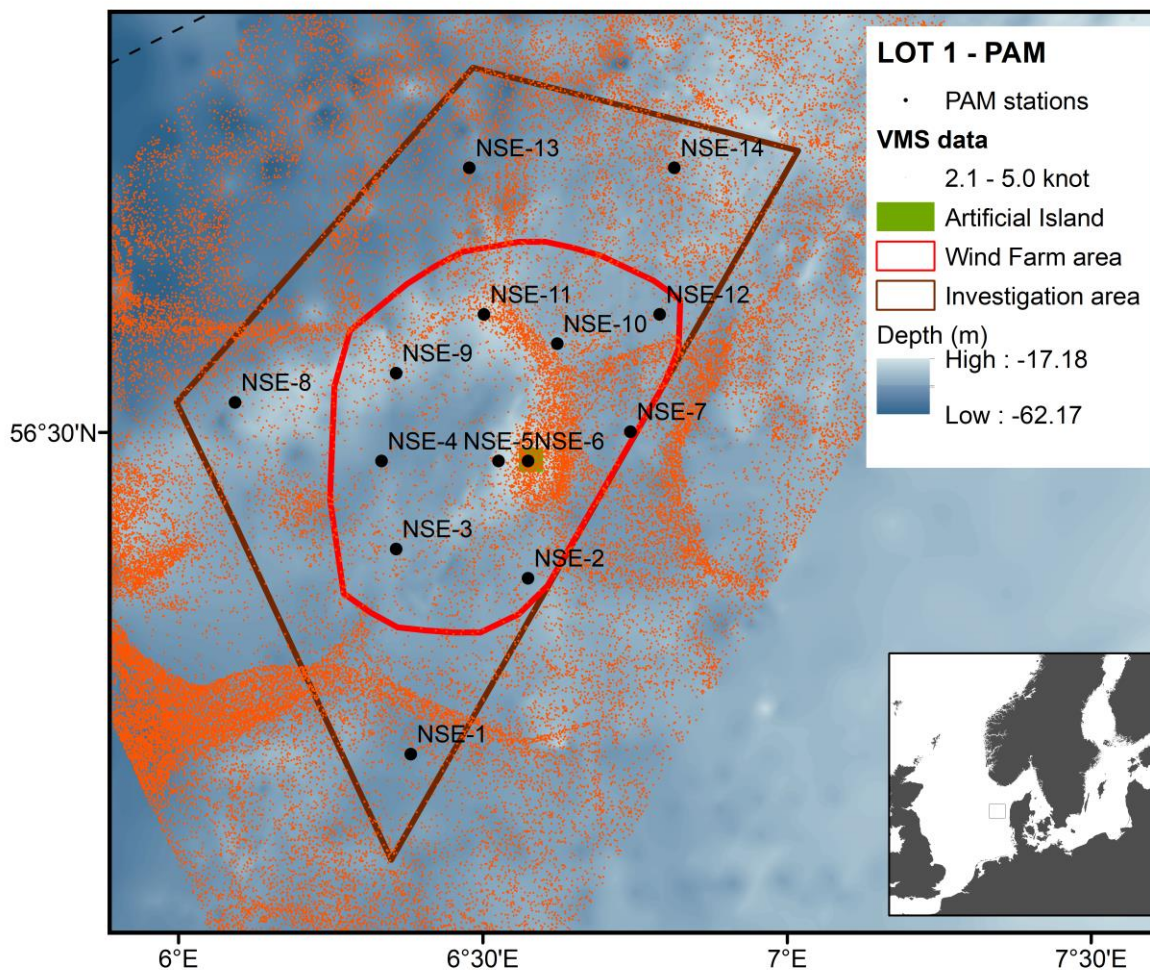 LOT 1 - PAM
PAM stations
VMS data
2.1 - 5.0 knot
Artificial Island
Wind Farm area
Investigation area
Depth (m)
High : -17.18
Low : -62.17
NSE-13
NSE-14
NSE-11
NSE-12
NSE-10
NSE-9
NSE-8
NSE-7
NSE-4
NSE-5
NSE-6
NSE-3
NSE-2
NSE-1
56°30'N
6°E
6°30'E
7°E
7°30'E